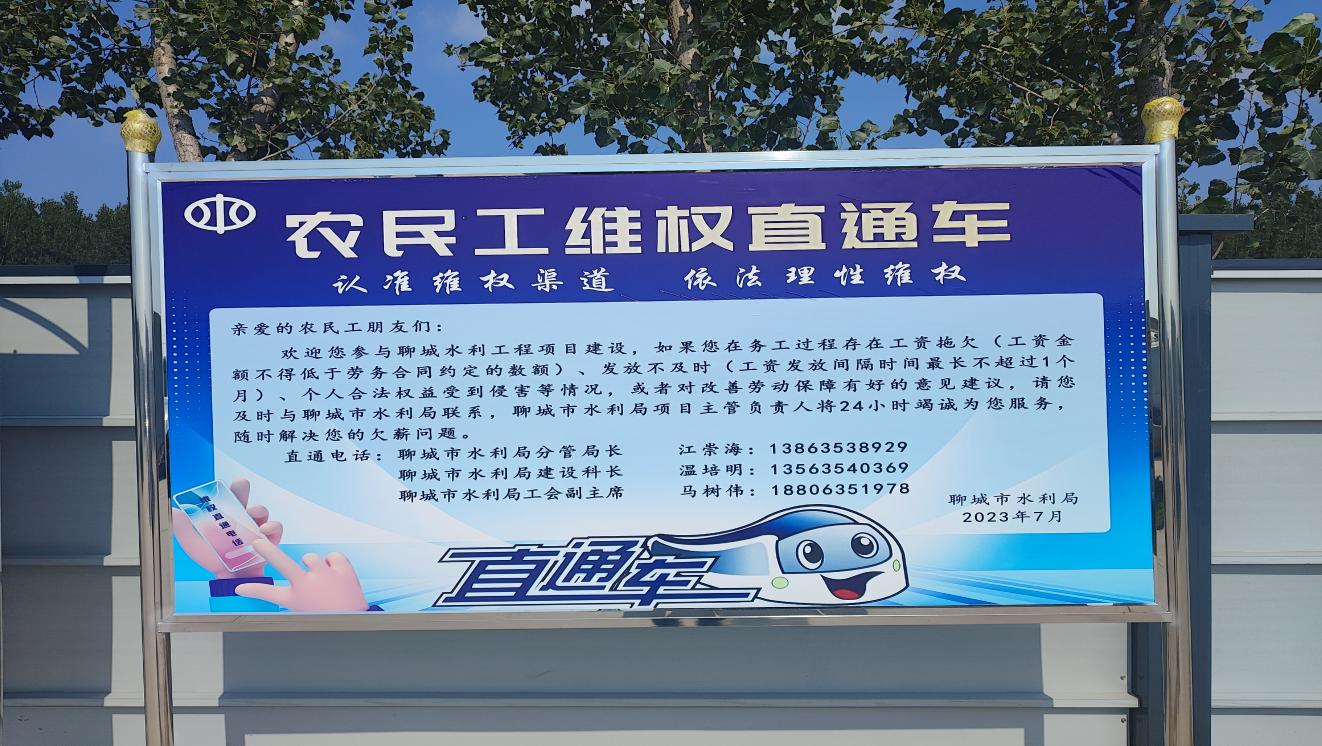 农民工维权直通车
认准维权渠道 依法理性维权
亲爱的农民工朋友们：
欢迎您参与聊城水利工程项目建设，如果您在务工过程存在工资拖欠（工资金
额不得低于劳务合同约定的数额）、发放不及时（工资发放间隔时间最长不超过1个
月）、个人合法权益受到侵害等情况，或者对改善劳动保障有好的意见建议，请您
及时与聊城市水利局联系，聊城市水利局项目主管负责人将24小时竭诚为您服务，
随时解决您的欠薪问题。
直通电话：聊城市水利局分管局长 江崇海：13863538929
聊城市水利局建设科长 温培明：13563540369
聊城市水利局工会副主席 马树伟：18806351978
聊城市水利局
2023年7月
维权直通电话
直通车